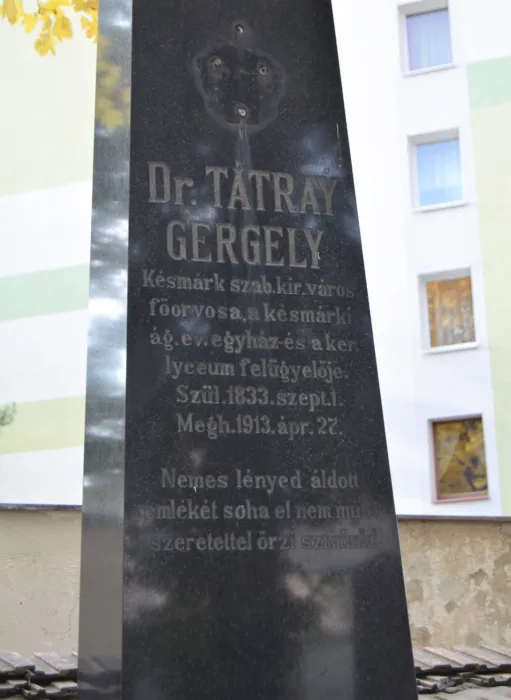 Dr. TÁTRAY
GERGELY
Késmárk szab. kir. város
főorvosa, a késmárki
ág. ev. egyház és a ker.
lyceum felügyelője.
Szül. 1833. szept. 1.
Megh. 1913. ápr. 27.
Nemes lényed áldott
emlékét soha el nem
szeretettel őrzi